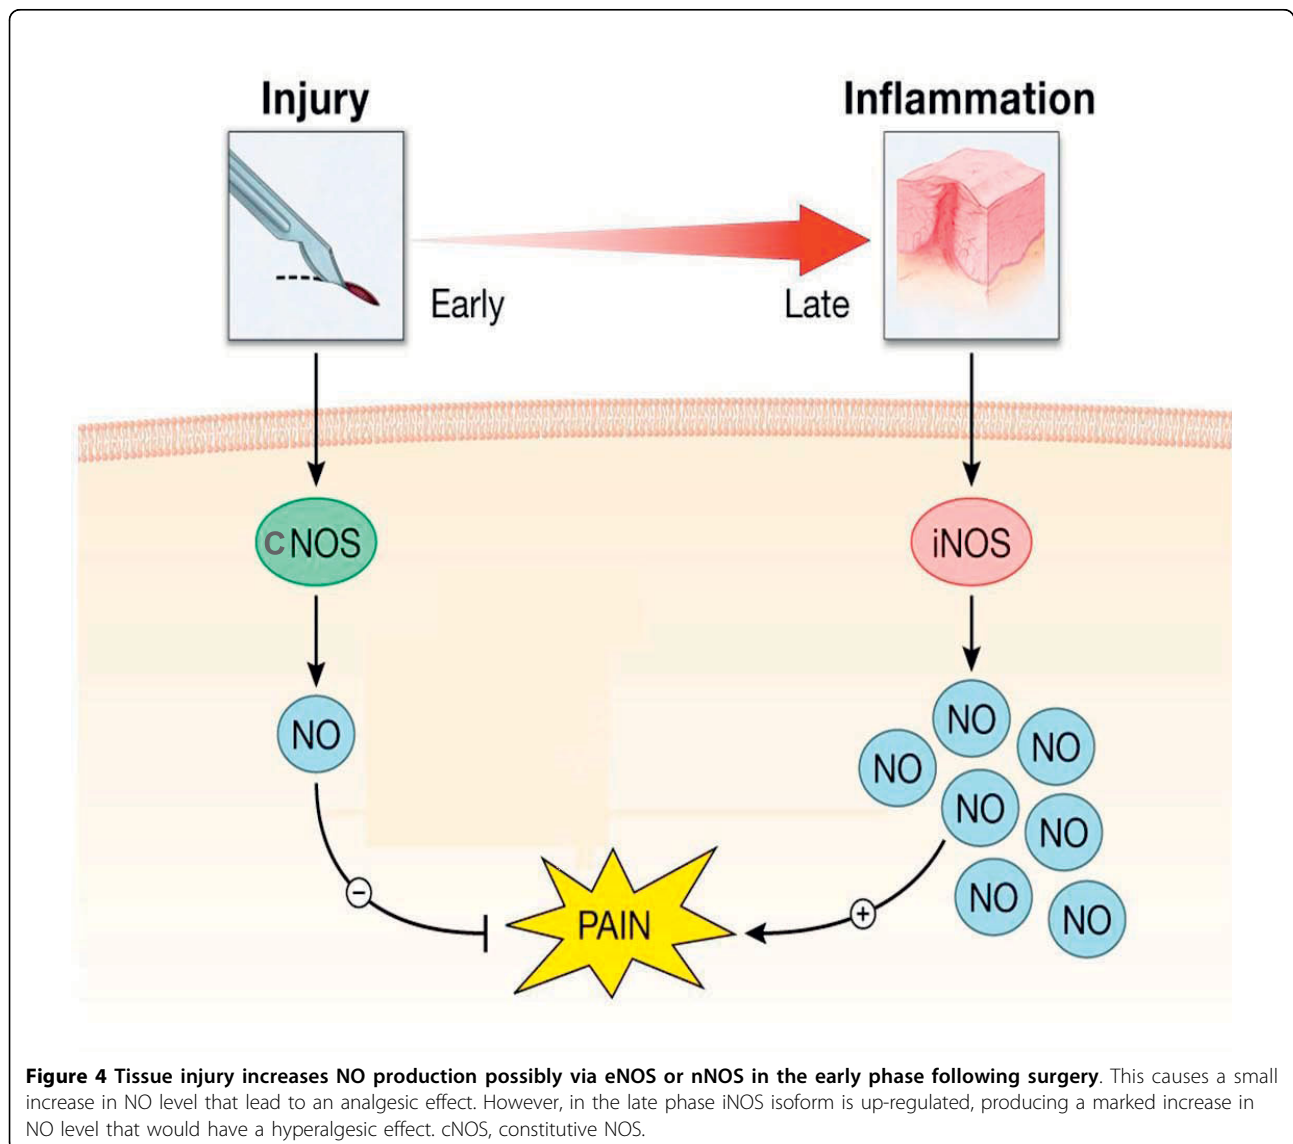 Injury
Inflammation
Early
Late
cNOS
iNOS
NO
NO
NO
NO
NO
NO
NO
NO
−
+
PAIN
Figure 4 Tissue injury increases NO production possibly via eNOS or nNOS in the early phase following surgery. This causes a small
increase in NO level that lead to an analgesic effect. However, in the late phase iNOS isoform is up-regulated, producing a marked increase in
NO level that would have a hyperalgesic effect. cNOS, constitutive NOS.